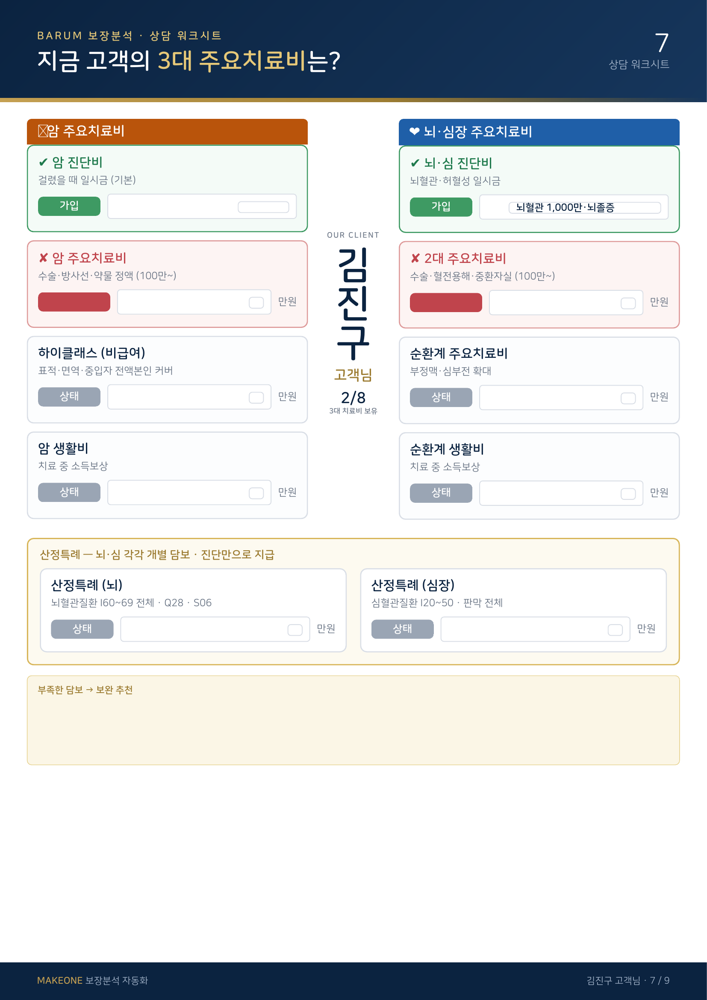 BARUM 보장분석 · 상담 워크시트
지금 고객의 3대 주요치료비는?
7
상담 워크시트
암 주요치료비
✔ 암 진단비
걸렸을 때 일시금 (기본)
가입
✘ 암 주요치료비
수술·방사선·약물 정액 (100만~)
만원
하이클래스 (비급여)
표적·면역·중입자 전액본인 커버
상태
만원
암 생활비
치료 중 소득보상
상태
만원
OUR CLIENT
김진구
고객님
2/8
3대 치료비 보유
❤ 뇌·심장 주요치료비
✔ 뇌·심 진단비
뇌혈관·허혈성 일시금
가입
뇌혈관 1,000만·뇌졸증
✘ 2대 주요치료비
수술·혈전용해·중환자실 (100만~)
만원
순환계 주요치료비
부정맥·심부전 확대
상태
만원
순환계 생활비
치료 중 소득보상
상태
만원
산정특례 — 뇌·심 각각 개별 담보 · 진단만으로 지급
산정특례 (뇌)
뇌혈관질환 I60~69 전체 · Q28 · S06
상태
만원
산정특례 (심장)
심혈관질환 I20~50 · 판막 전체
상태
만원
부족한 담보 → 보완 추천
MAKEONE 보장분석 자동화
김진구 고객님 · 7 / 9